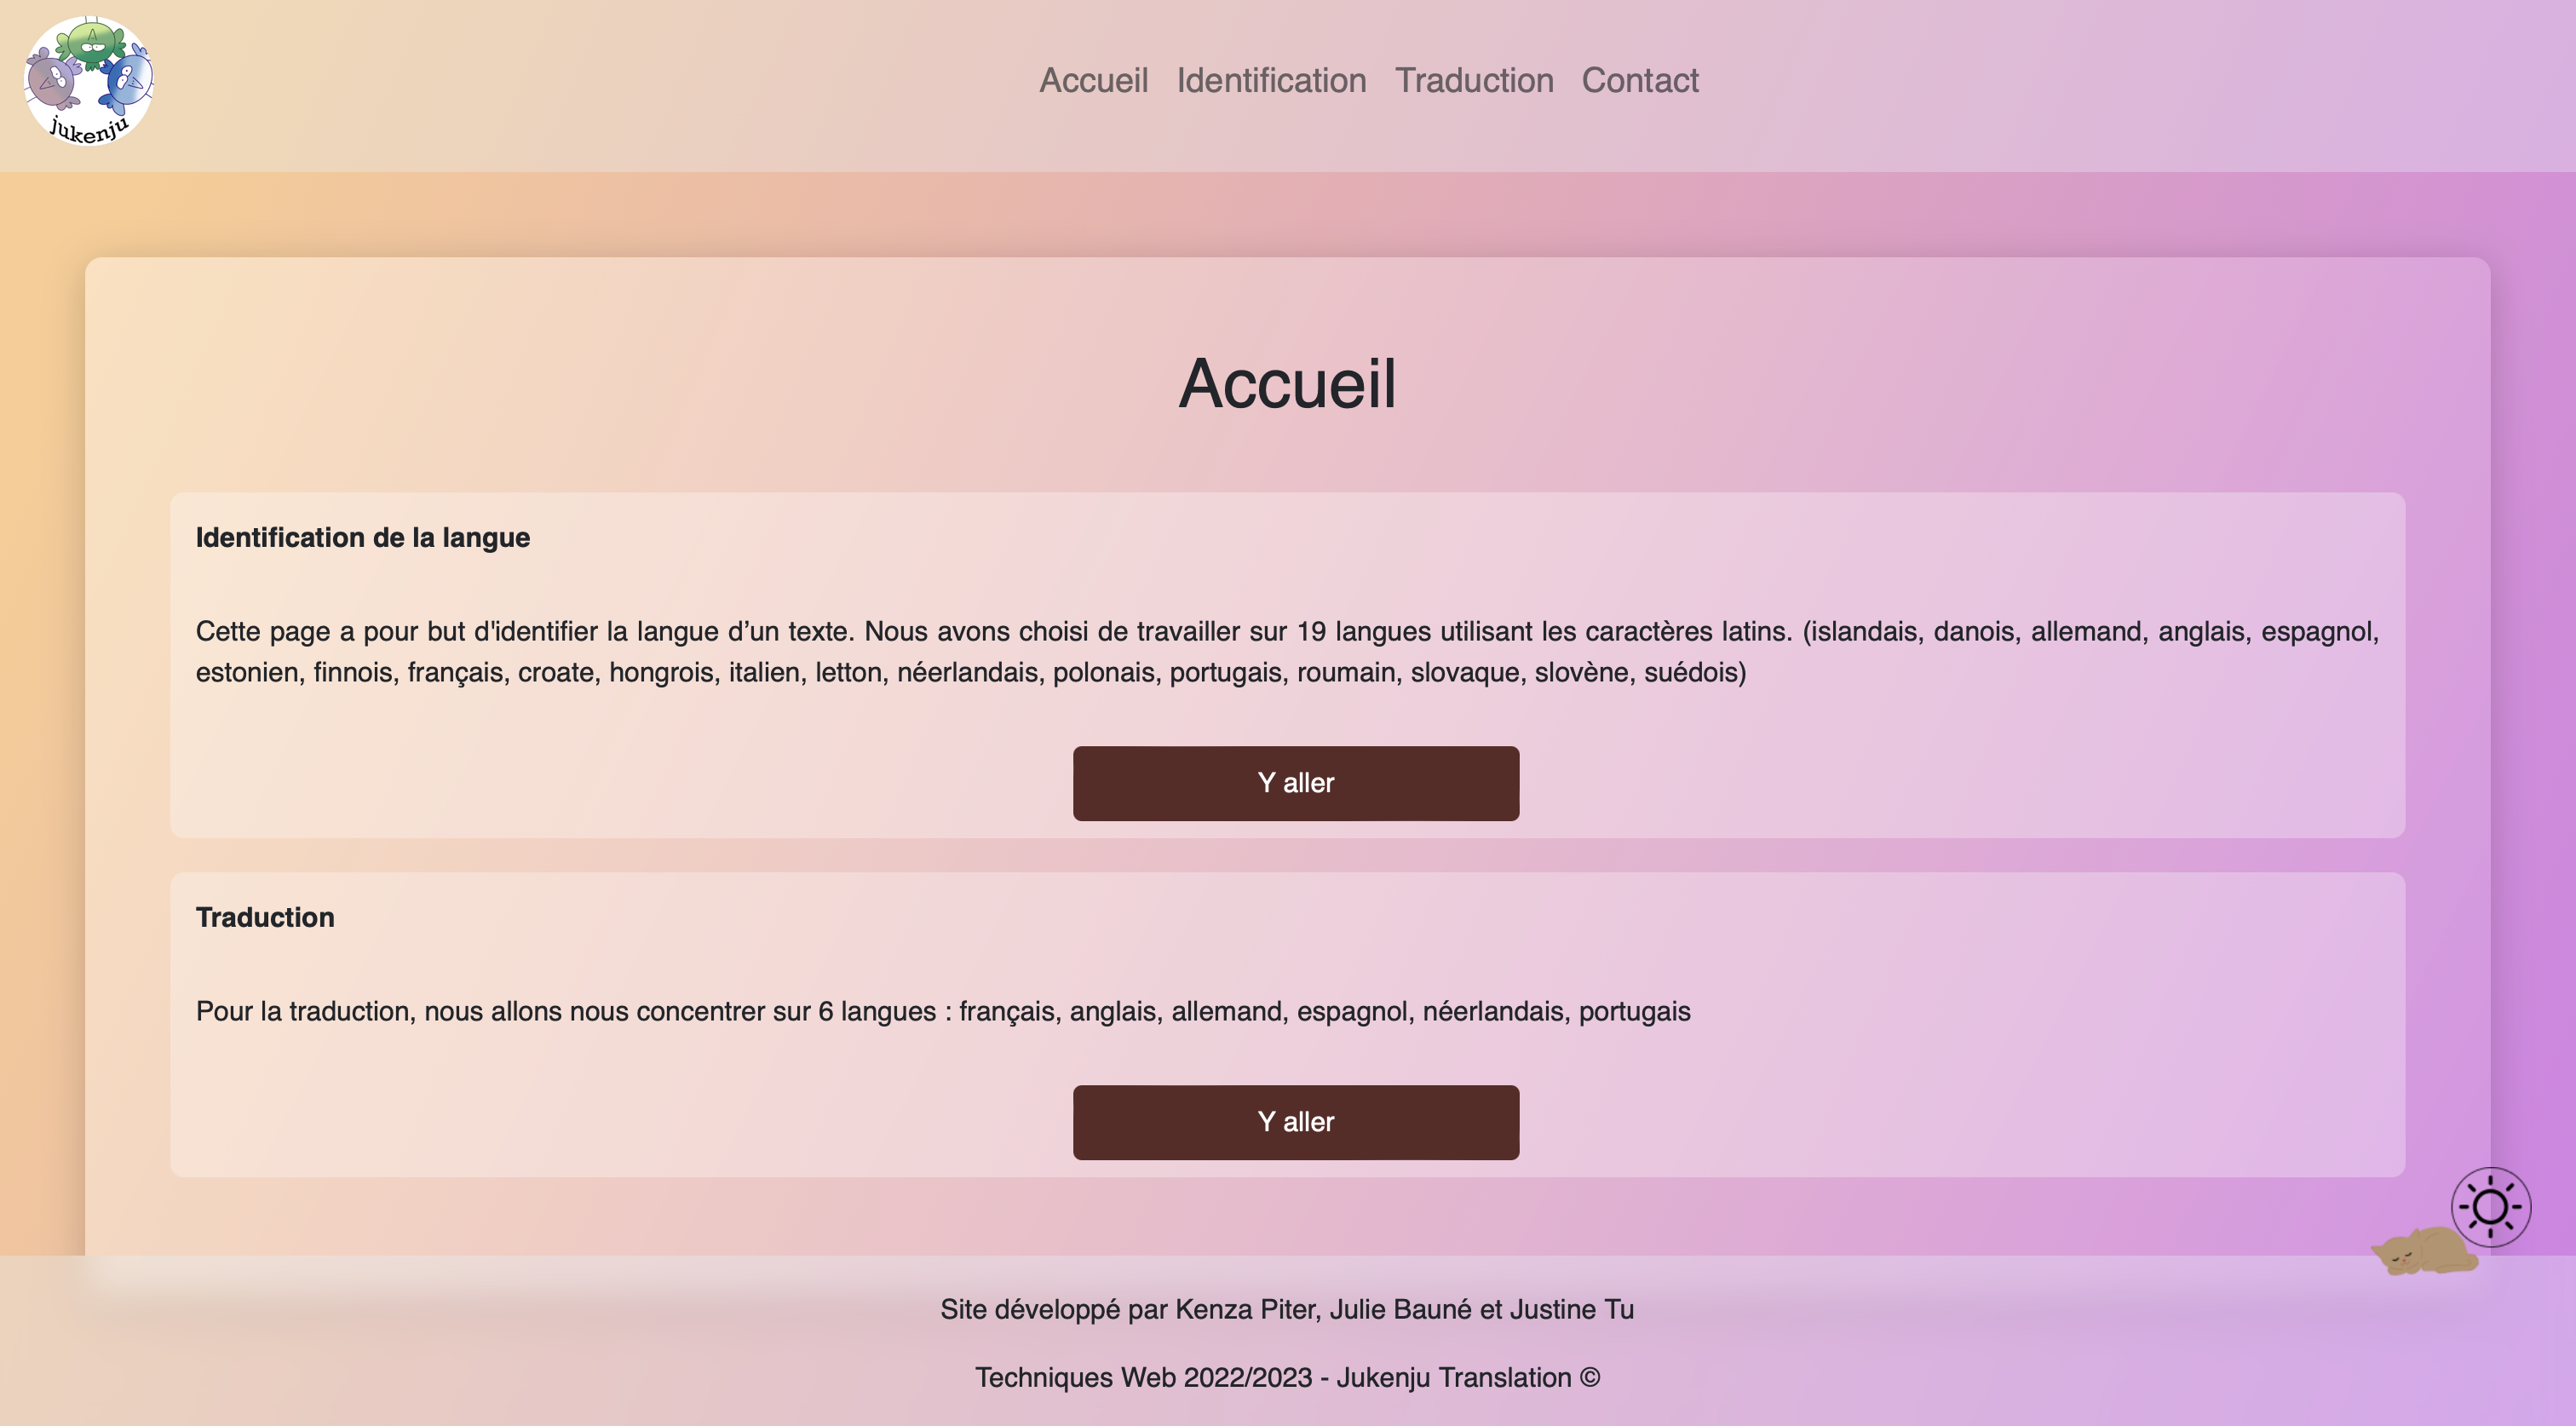 jukenju
Accueil Identification Traduction Contact
Accueil
Identification de la langue
Cette page a pour but d'identifier la langue d’un texte. Nous avons choisi de travailler sur 19 langues utilisant les caractères latins. (islandais, danois, allemand, anglais, espagnol,
estonien, finnois, français, croate, hongrois, italien, letton, néerlandais, polonais, portugais, roumain, slovaque, slovène, suédois)
Y aller
Traduction
Pour la traduction, nous allons nous concentrer sur 6 langues : français, anglais, allemand, espagnol, néerlandais, portugais
Y aller
Site développé par Kenza Piter, Julie Bauné et Justine Tu
Techniques Web 2022/2023 - Jukenju Translation ©